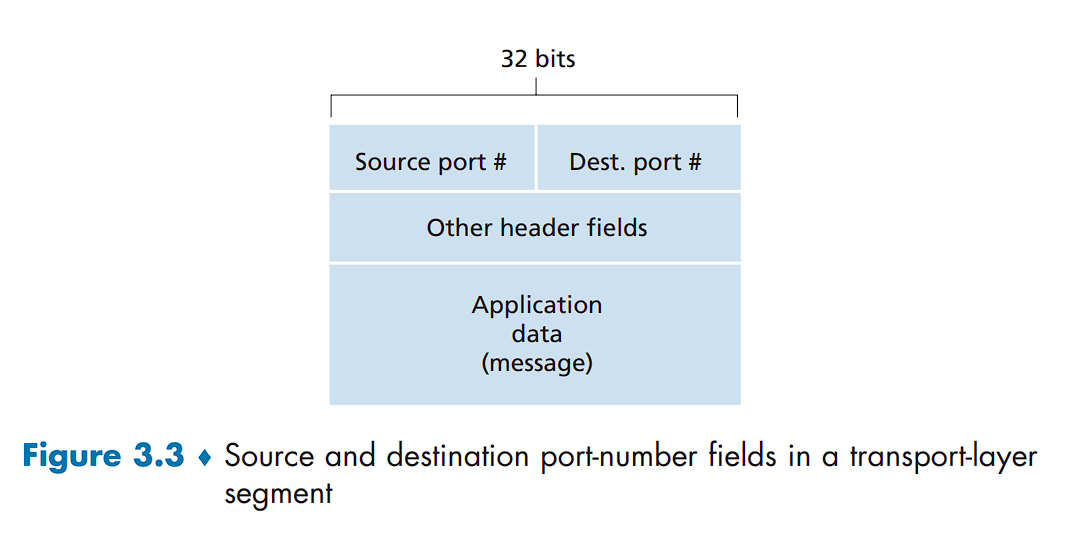 32 bits
Source port # Dest. port #
Other header fields
Application
data
(message)
Figure 3.3 ♦ Source and destination port-number fields in a transport-layer
segment